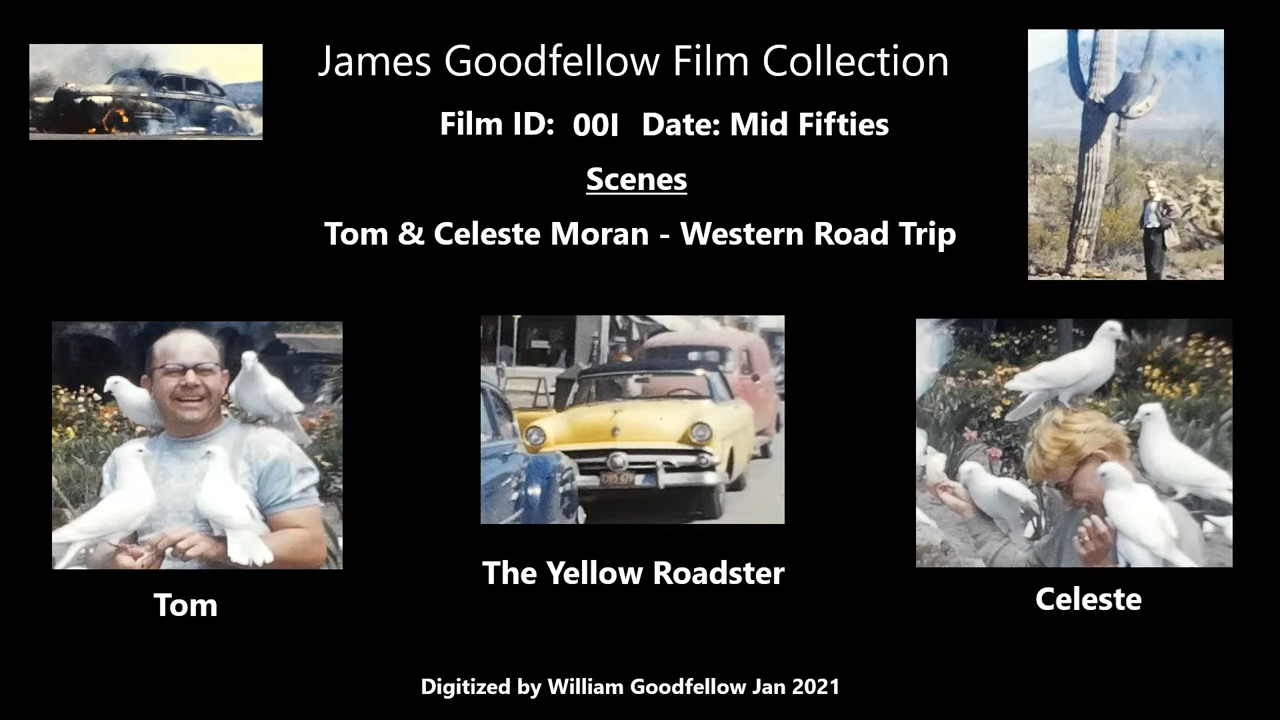 James Goodfellow Film Collection
Film ID: 00I Date: Mid Fifties
Scenes
Tom & Celeste Moran - Western Road Trip
The Yellow Roadster
Tom
Celeste
Digitized by William Goodfellow Jan 2021